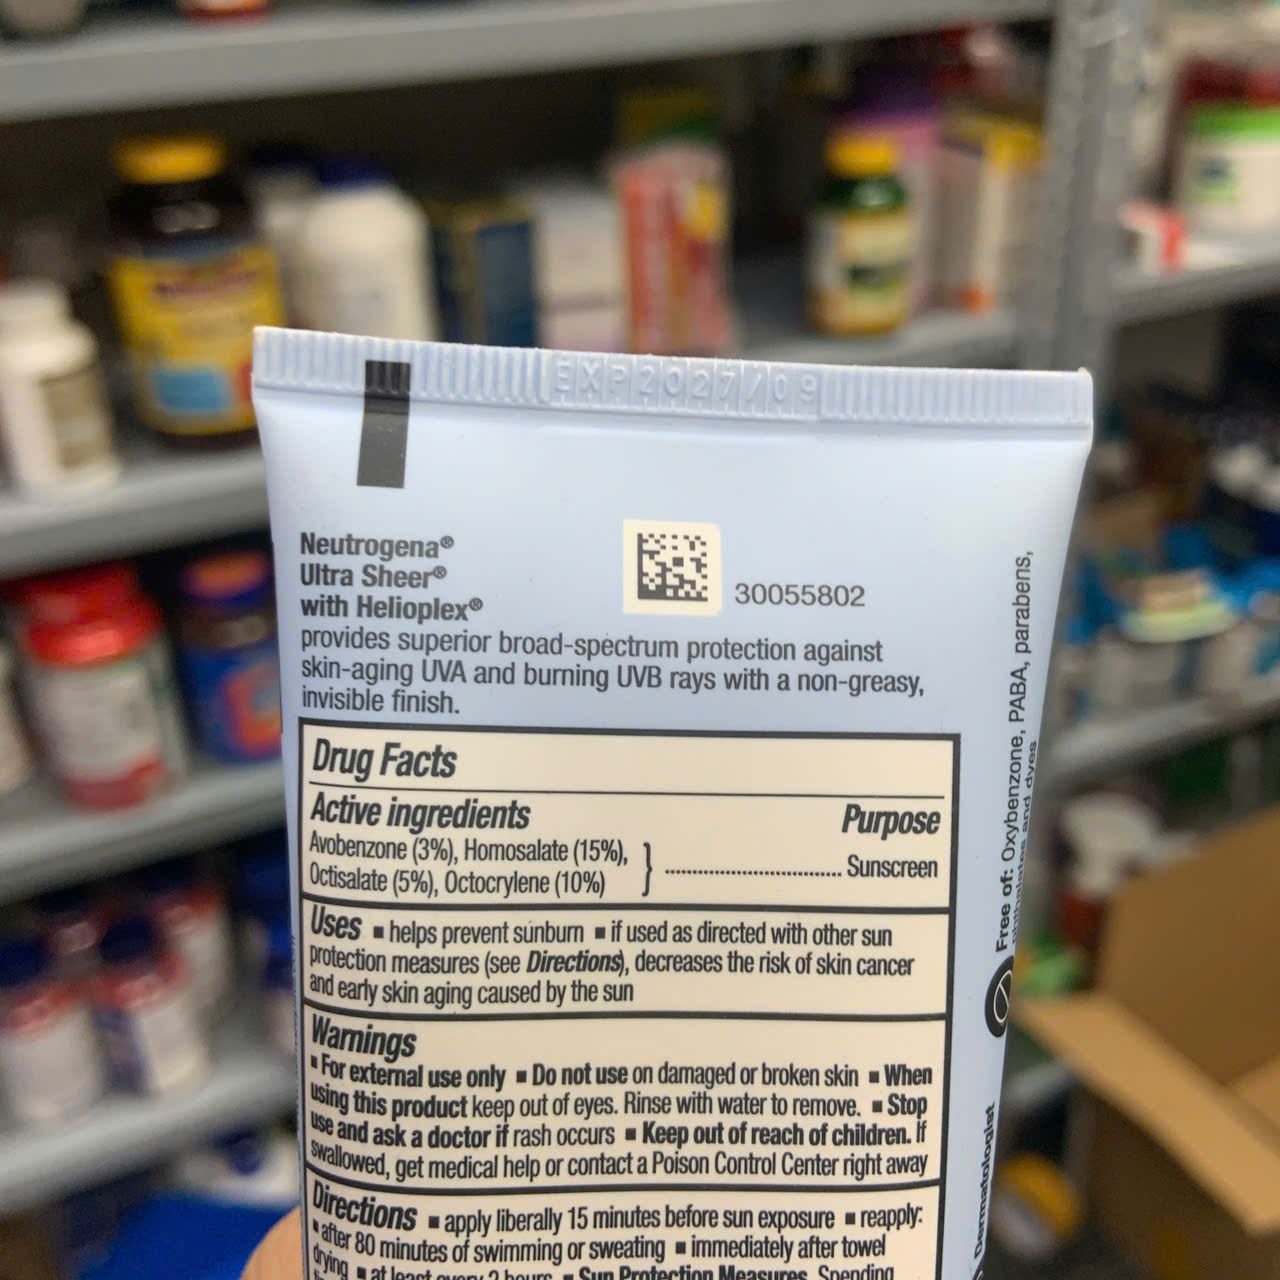 EXP 2027/09
Neutrogena®
Ultra Sheer®
with Helioplex®
provides superior broad-spectrum protection against
skin-aging UVA and burning UVB rays with a non-greasy,
invisible finish.
30055802
Drug Facts
Active ingredients Purpose
Avobenzone (3%), Homosalate (15%),
Octisalate (5%), Octocrylene (10%) } .............................. Sunscreen
Uses ▪ helps prevent sunburn ▪ if used as directed with other sun
protection measures (see Directions), decreases the risk of skin cancer
and early skin aging caused by the sun
Warnings
▪ For external use only ▪ Do not use on damaged or broken skin ▪ When
using this product keep out of eyes. Rinse with water to remove. ▪ Stop
use and ask a doctor if rash occurs ▪ Keep out of reach of children. If
swallowed, get medical help or contact a Poison Control Center right away
Directions ▪ apply liberally 15 minutes before sun exposure ▪ reapply:
▪ after 80 minutes of swimming or sweating ▪ immediately after towel
drying ▪ at least every 2 hours ▪ Sun Protection Measures. Spending
Free of: Oxybenzone, PABA, parabens,
phthalates and dyes
Dermatologist